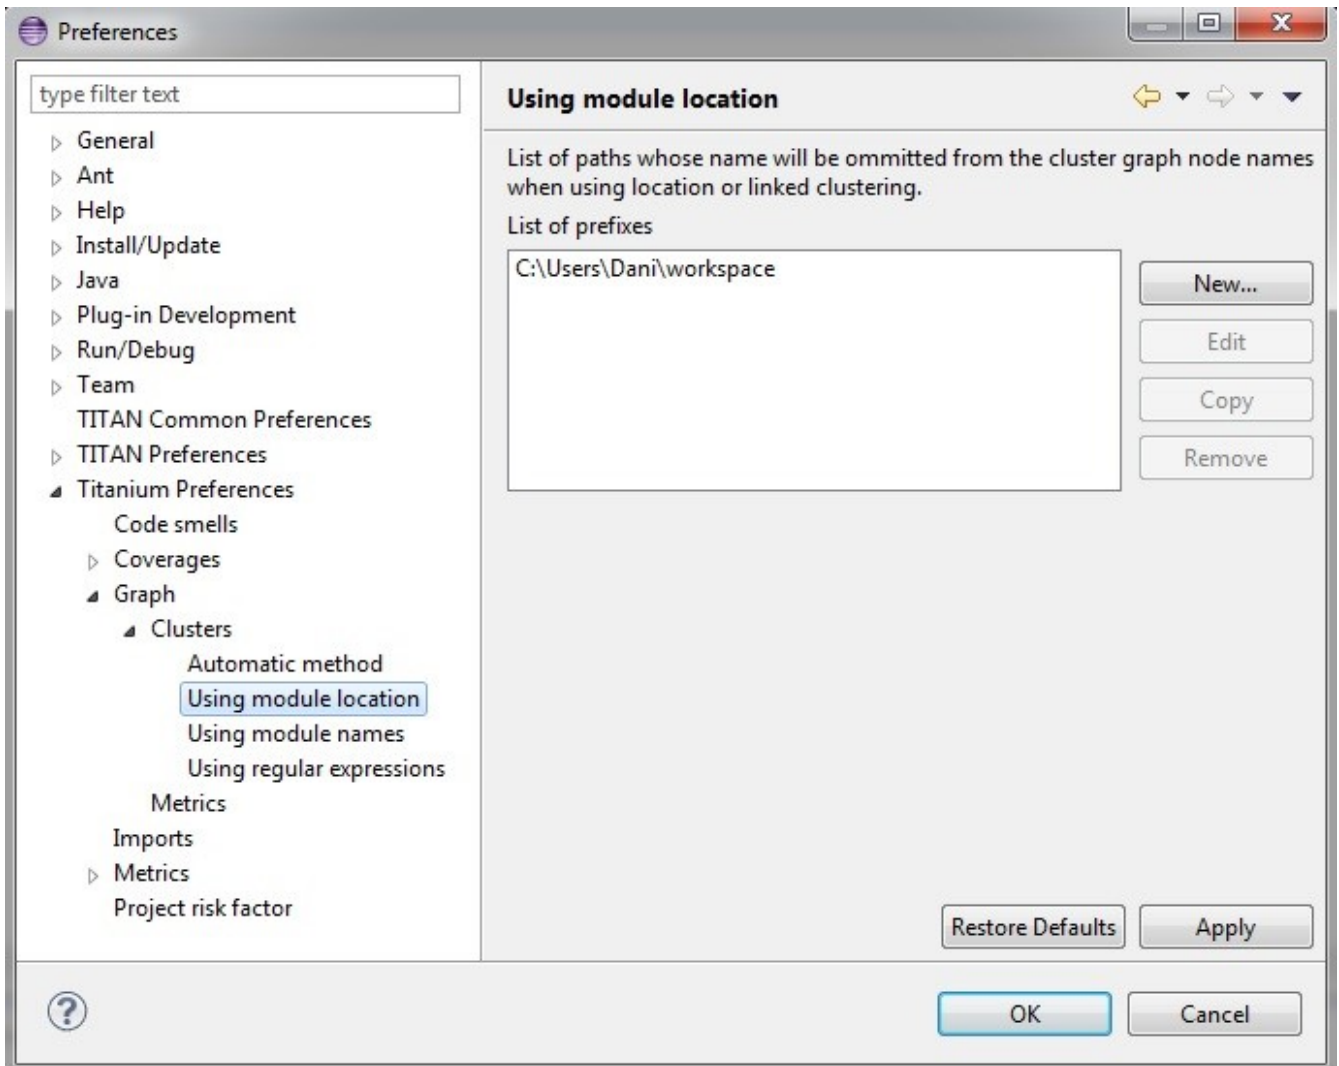 Preferences
type filter text
General
Ant
Help
Install/Update
Java
Plug-in Development
Run/Debug
Team
TITAN Common Preferences
TITAN Preferences
Titanium Preferences
Code smells
Coverages
Graph
Clusters
Automatic method
Using module location
Using module names
Using regular expressions
Metrics
Imports
Metrics
Project risk factor
Using module location
List of paths whose name will be ommitted from the cluster graph node names
when using location or linked clustering.
List of prefixes
C:\Users\Dani\workspace
New...
Edit
Copy
Remove
Restore Defaults
Apply
?
OK
Cancel